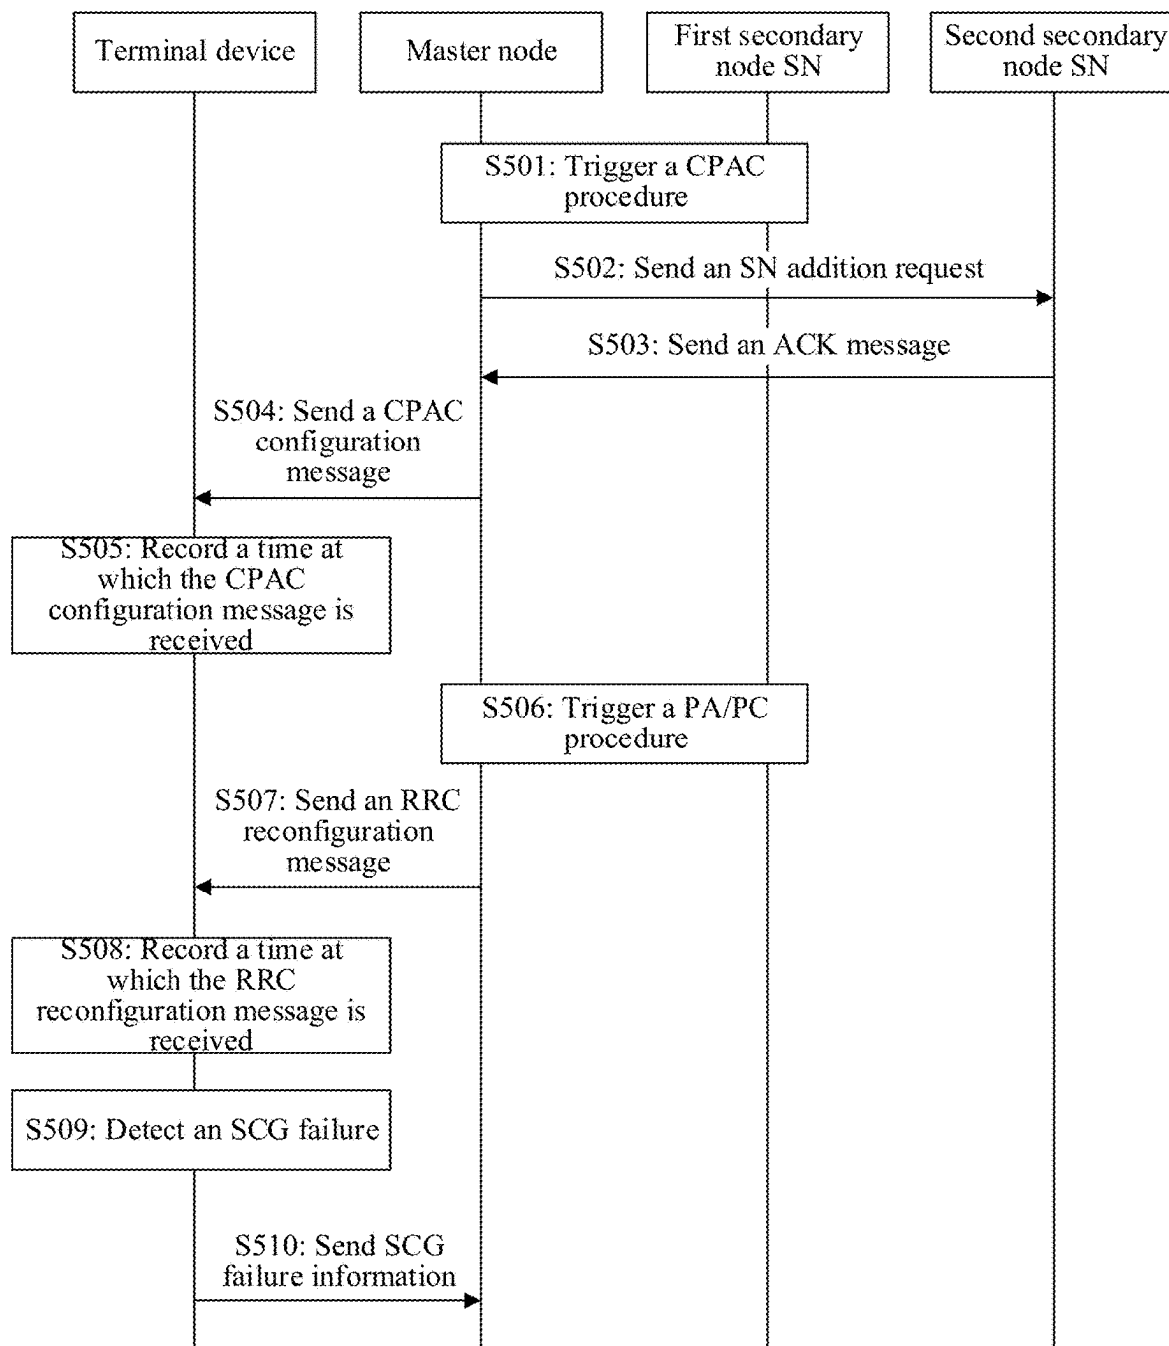 Terminal device
Master node
First secondary
node SN
Second secondary
node SN
S501: Trigger a CPAC
procedure
S502: Send an SN addition request
S503: Send an ACK message
S504: Send a CPAC
configuration
message
S505: Record a time at
which the CPAC
configuration message is
received
S506: Trigger a PA/PC
procedure
S507: Send an RRC
reconfiguration
message
S508: Record a time at
which the RRC
reconfiguration message is
received
S509: Detect an SCG failure
S510: Send SCG
failure information